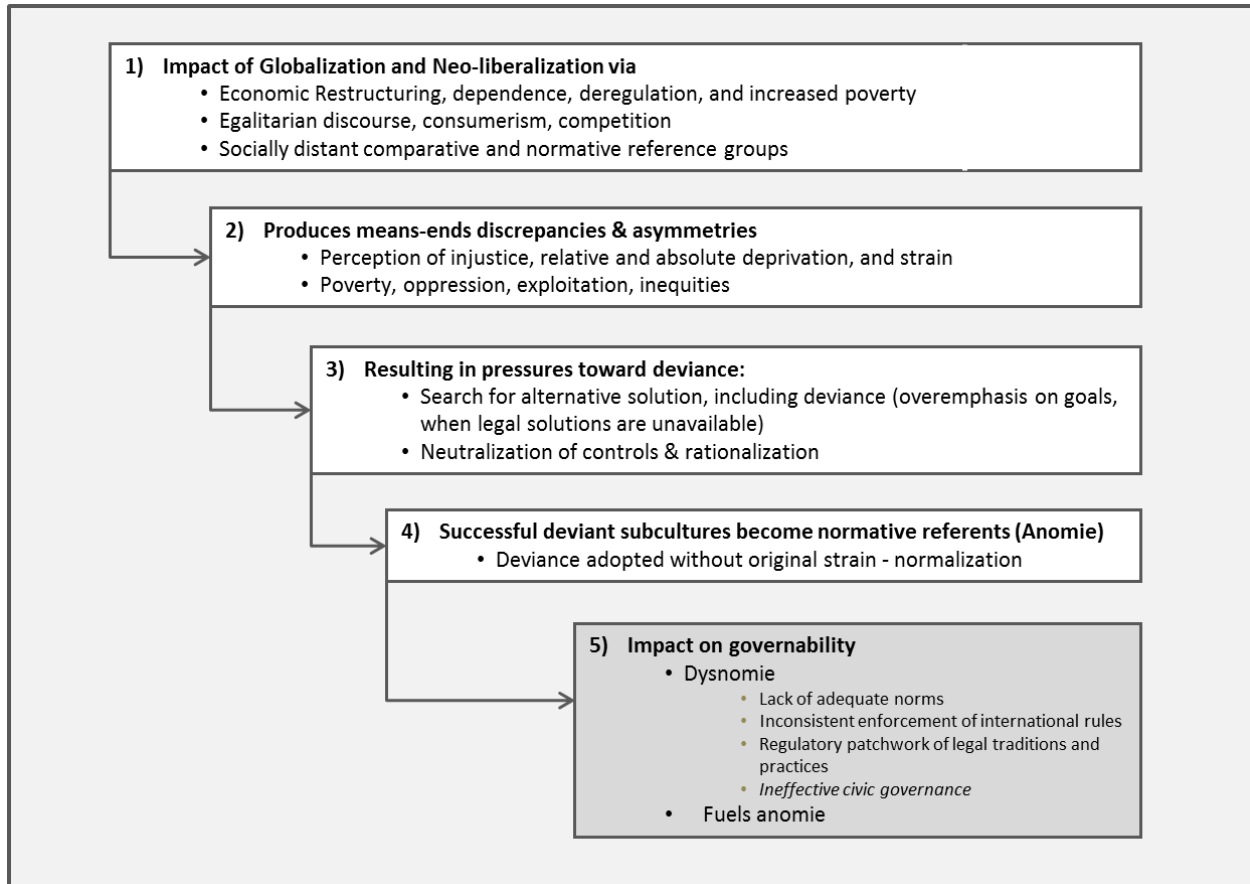 1) Impact of Globalization and Neo-liberalization via
• Economic Restructuring, dependence, deregulation, and increased poverty
• Egalitarian discourse, consumerism, competition
• Socially distant comparative and normative reference groups
2) Produces means-ends discrepancies & asymmetries
• Perception of injustice, relative and absolute deprivation, and strain
• Poverty, oppression, exploitation, inequities
3) Resulting in pressures toward deviance:
• Search for alternative solution, including deviance (overemphasis on goals,
when legal solutions are unavailable)
• Neutralization of controls & rationalization
4) Successful deviant subcultures become normative referents (Anomie)
• Deviance adopted without original strain - normalization
5) Impact on governability
• Dysnomie
• Lack of adequate norms
• Inconsistent enforcement of international rules
• Regulatory patchwork of legal traditions and
practices
• Ineffective civic governance
• Fuels anomie